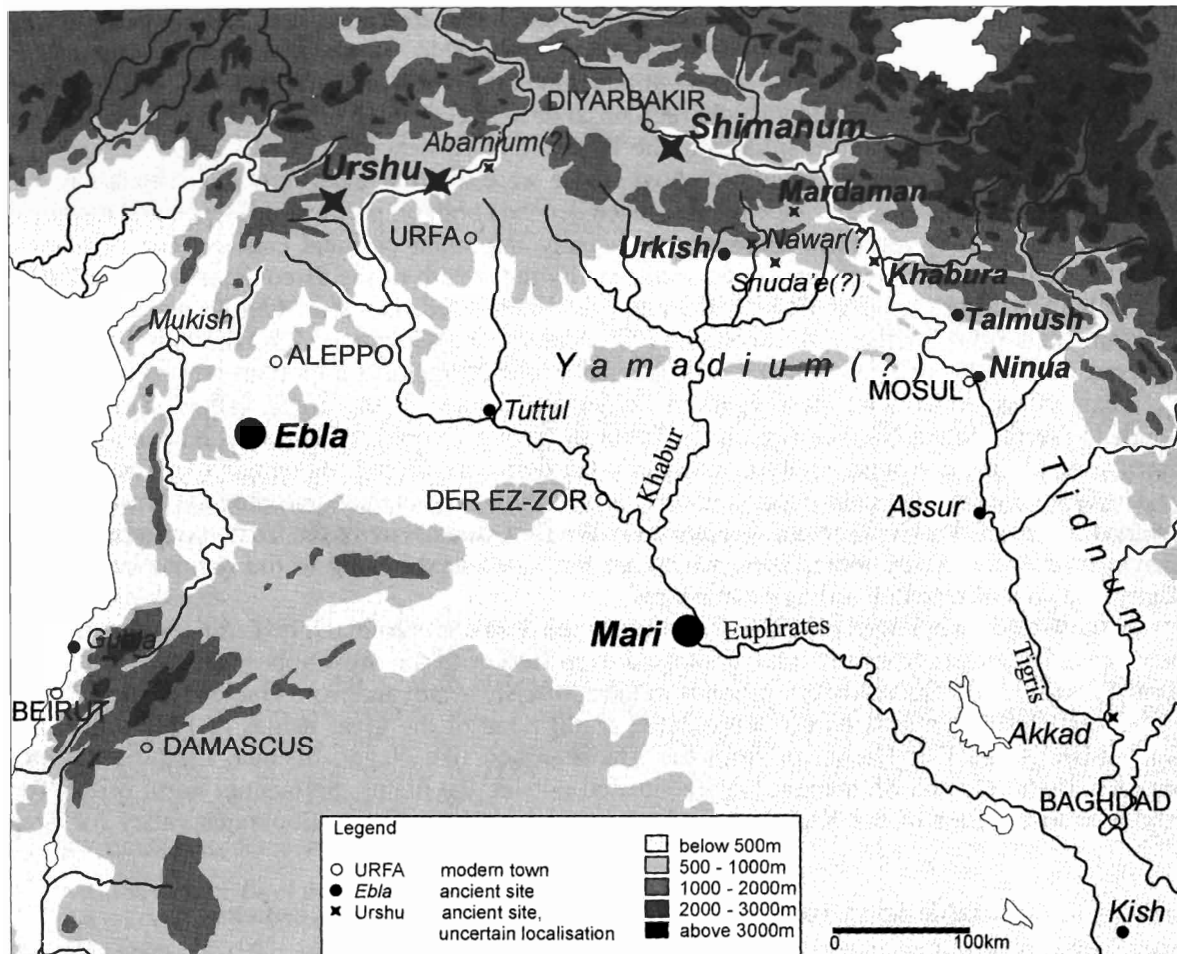 DIYARBAKIR
Shimanum
Abarnium(?)
Urshu
Mardaman
URFA
Urkish
Nawar(?)
Shuda'e(?)
Khabura
Mukish
Talmush
ALEPPO
Yamadium(?)
Ninua
MOSUL
Tuttul
Ebla
Khabur
DER EZ-ZOR
Tidnum
Assur
Mari
Euphrates
Gubla
Tigris
BEIRUT
Akkad
DAMASCUS
BAGHDAD
Kish
Legend
URFA modern town
Ebla ancient site
Urshu ancient site,
uncertain localisation
below 500m
500 - 1000m
1000 - 2000m
2000 - 3000m
above 3000m
0 100km